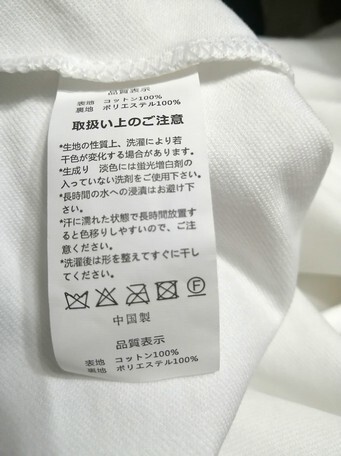 品質表示
表地 コットン100%
裏地 ポリエステル100%
取扱い上のご注意
*生地の性質上、洗濯により若
干色が変化する場合があります。
*生成り 淡色には蛍光増白剤の
入っていない洗剤をご使用下さい。
*長時間の水への浸漬はお避け下
さい。
*汗に濡れた状態で長時間放置す
ると色移りしやすいので、ご注
意ください。
*洗濯後は形を整えてすぐに干し
てください。
中国製
品質表示
表地 コットン100%
裏地 ポリエステル100%